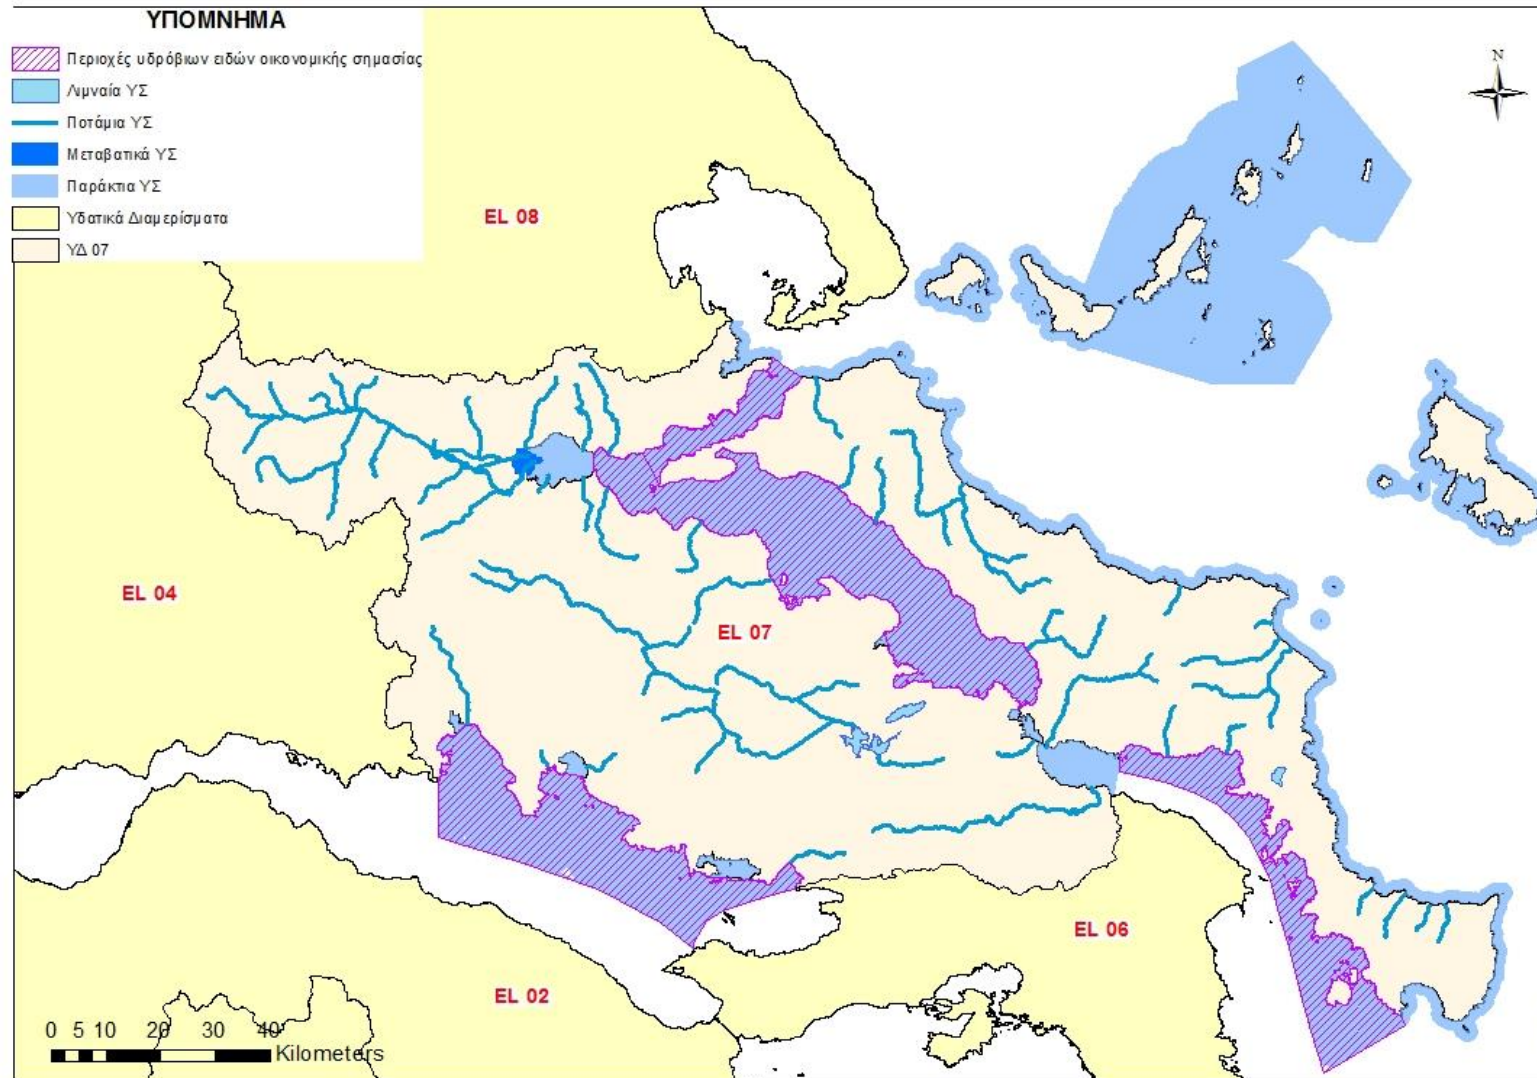 ΥΠΟΜΝΗΜΑ
Περιοχές υδρόβιων ειδών οικονομικής σημασίας
Λιμναία ΥΣ
Ποτάμια ΥΣ
Μεταβατικά ΥΣ
Παράκτια ΥΣ
Υδατικά Διαμερίσματα
ΥΔ 07
N
EL 08
EL 04
EL 07
EL 06
EL 02
0 5 10 20 30 40
Kilometers